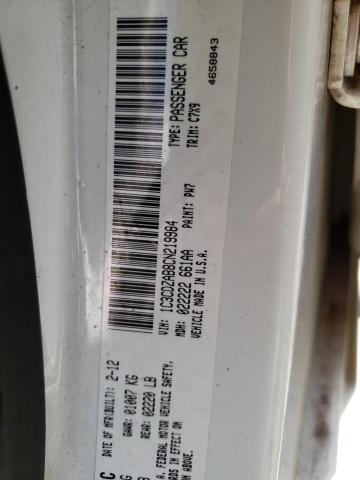 DATE OF MFR(BUILT): 2-12
GAWR: 01007 KG
REAR: 02220 LB
FEDERAL MOTOR VEHICLE SAFETY,
RDS IN EFFECT ON
VIN: 1C3CDZAB8CN219984
TYPE: PASSENGER CAR
MDH: 022222 661AA
PAINT: PW7
TRIM: C7X9
VEHICLE MADE IN U.S.A.
4658843